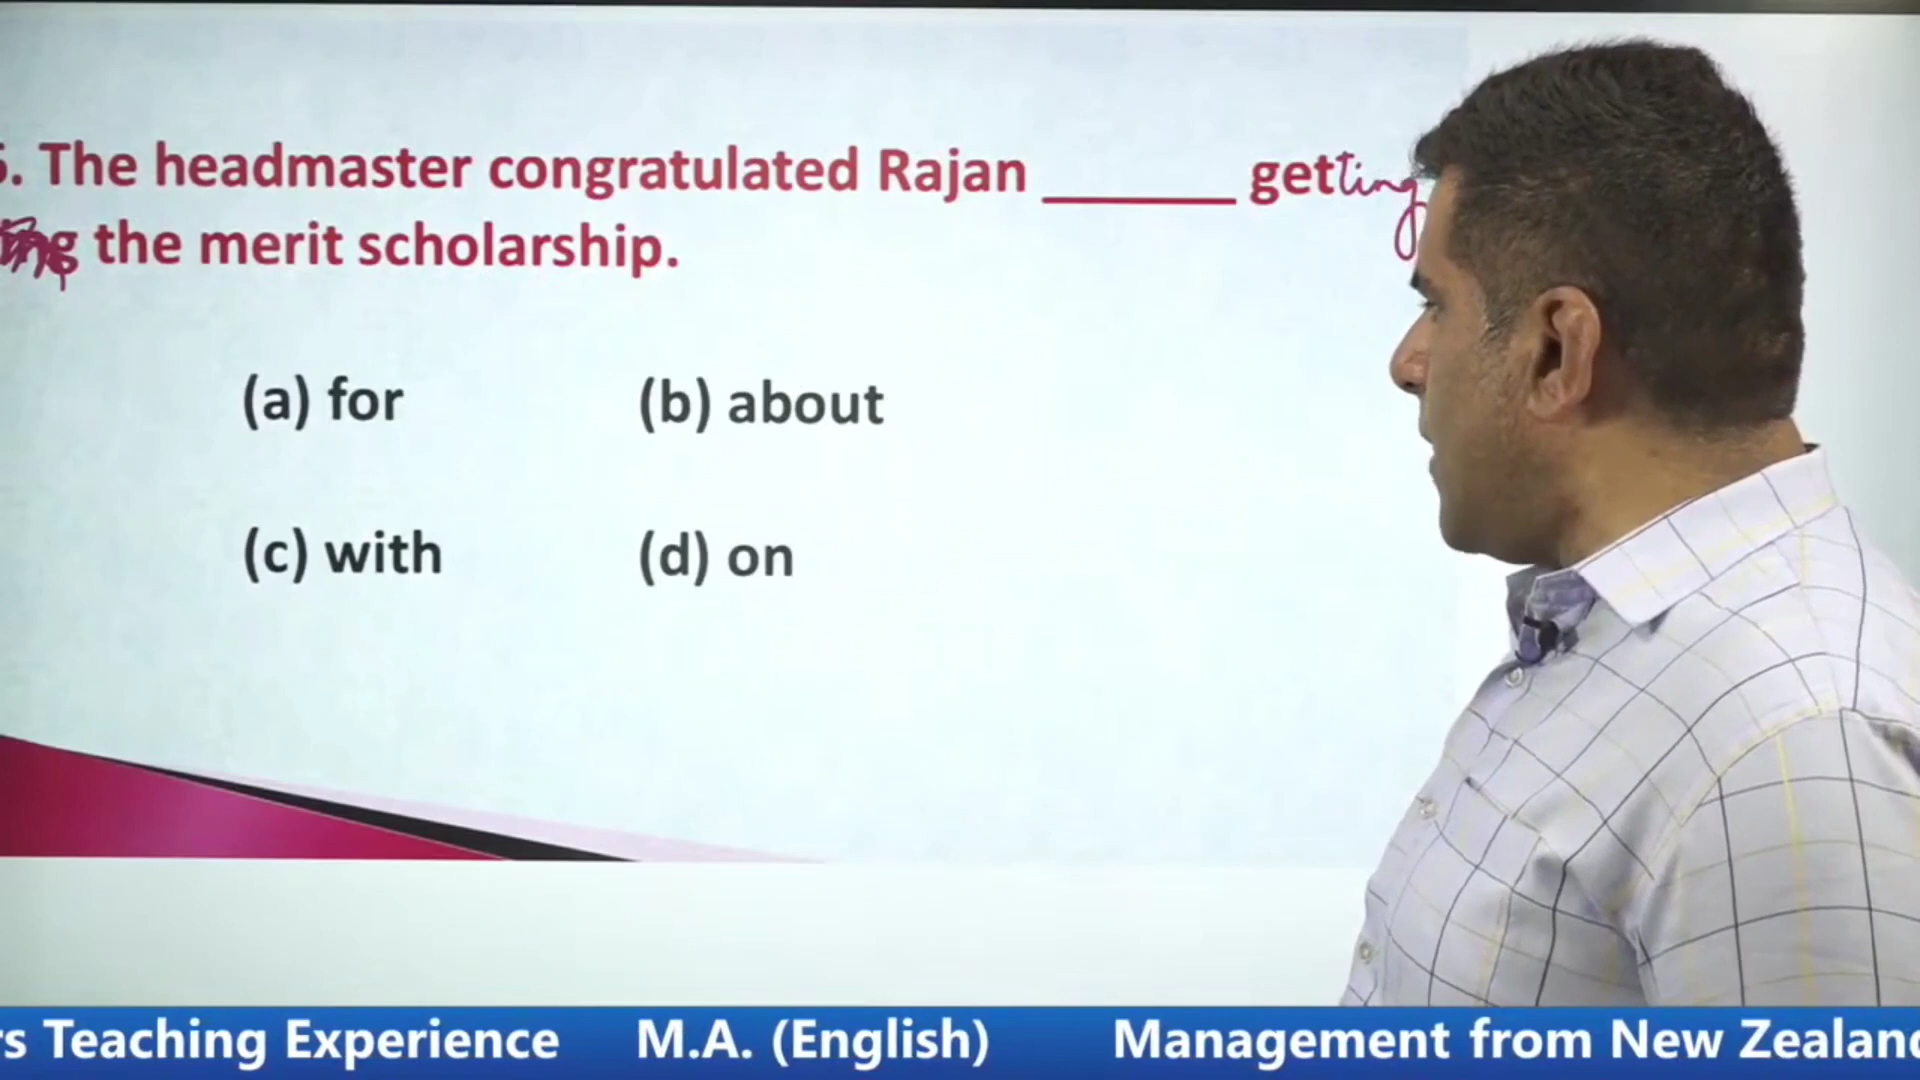 . The headmaster congratulated Rajan ______ getting
the merit scholarship.
(a) for
(b) about
(c) with
(d) on
Teaching Experience M.A. (English) Management from New Zealand